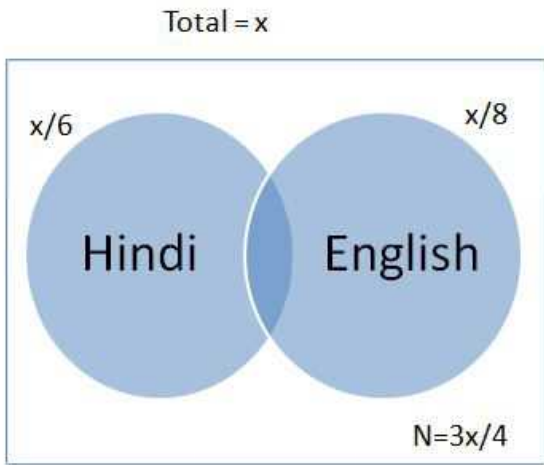 Total = x
x/6
x/8
Hindi
English
N=3x/4